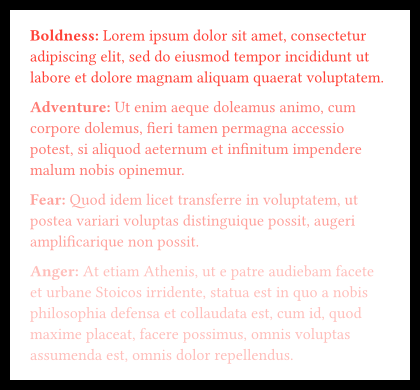 Boldness: Lorem ipsum dolor sit amet, consectetur
adipiscing elit, sed do eiusmod tempor incididunt ut
labore et dolore magnam aliquam quaerat voluptatem.
Adventure: Ut enim aeque doleamus animo, cum
corpore dolemus, fieri tamen permagna accessio
potest, si aliquod aeternum et infinitum impendere
malum nobis opinemur.
Fear: Quod idem licet transferre in voluptatem, ut
postea variari voluptas distinguique possit, augeri
amplificarique non possit.
Anger: At etiam Athenis, ut e patre audiebam facete
et urbane Stoicos irridente, statua est in quo a nobis
philosophia defensa et collaudata est, cum id, quod
maxime placeat, facere possimus, omnis voluptas
assumenda est, omnis dolor repellendus.